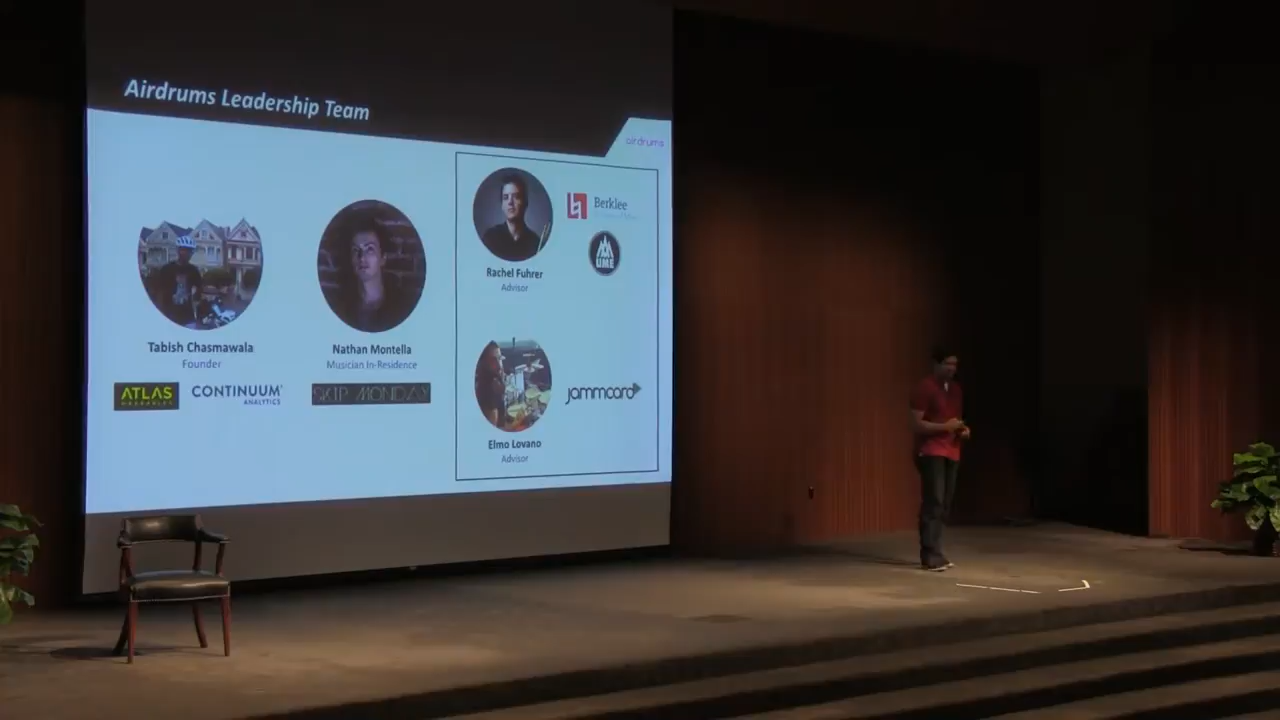 Airdrums Leadership Team
airdrums
Tabish Chasmawala
Founder
ATLAS
CONTINUUM
ANALYTICS
Nathan Montella
Musician In-Residence
SKIP MONDAY
Rachel Fuhrer
Advisor
Berklee
UME
Elmo Lovano
Advisor
jammcard